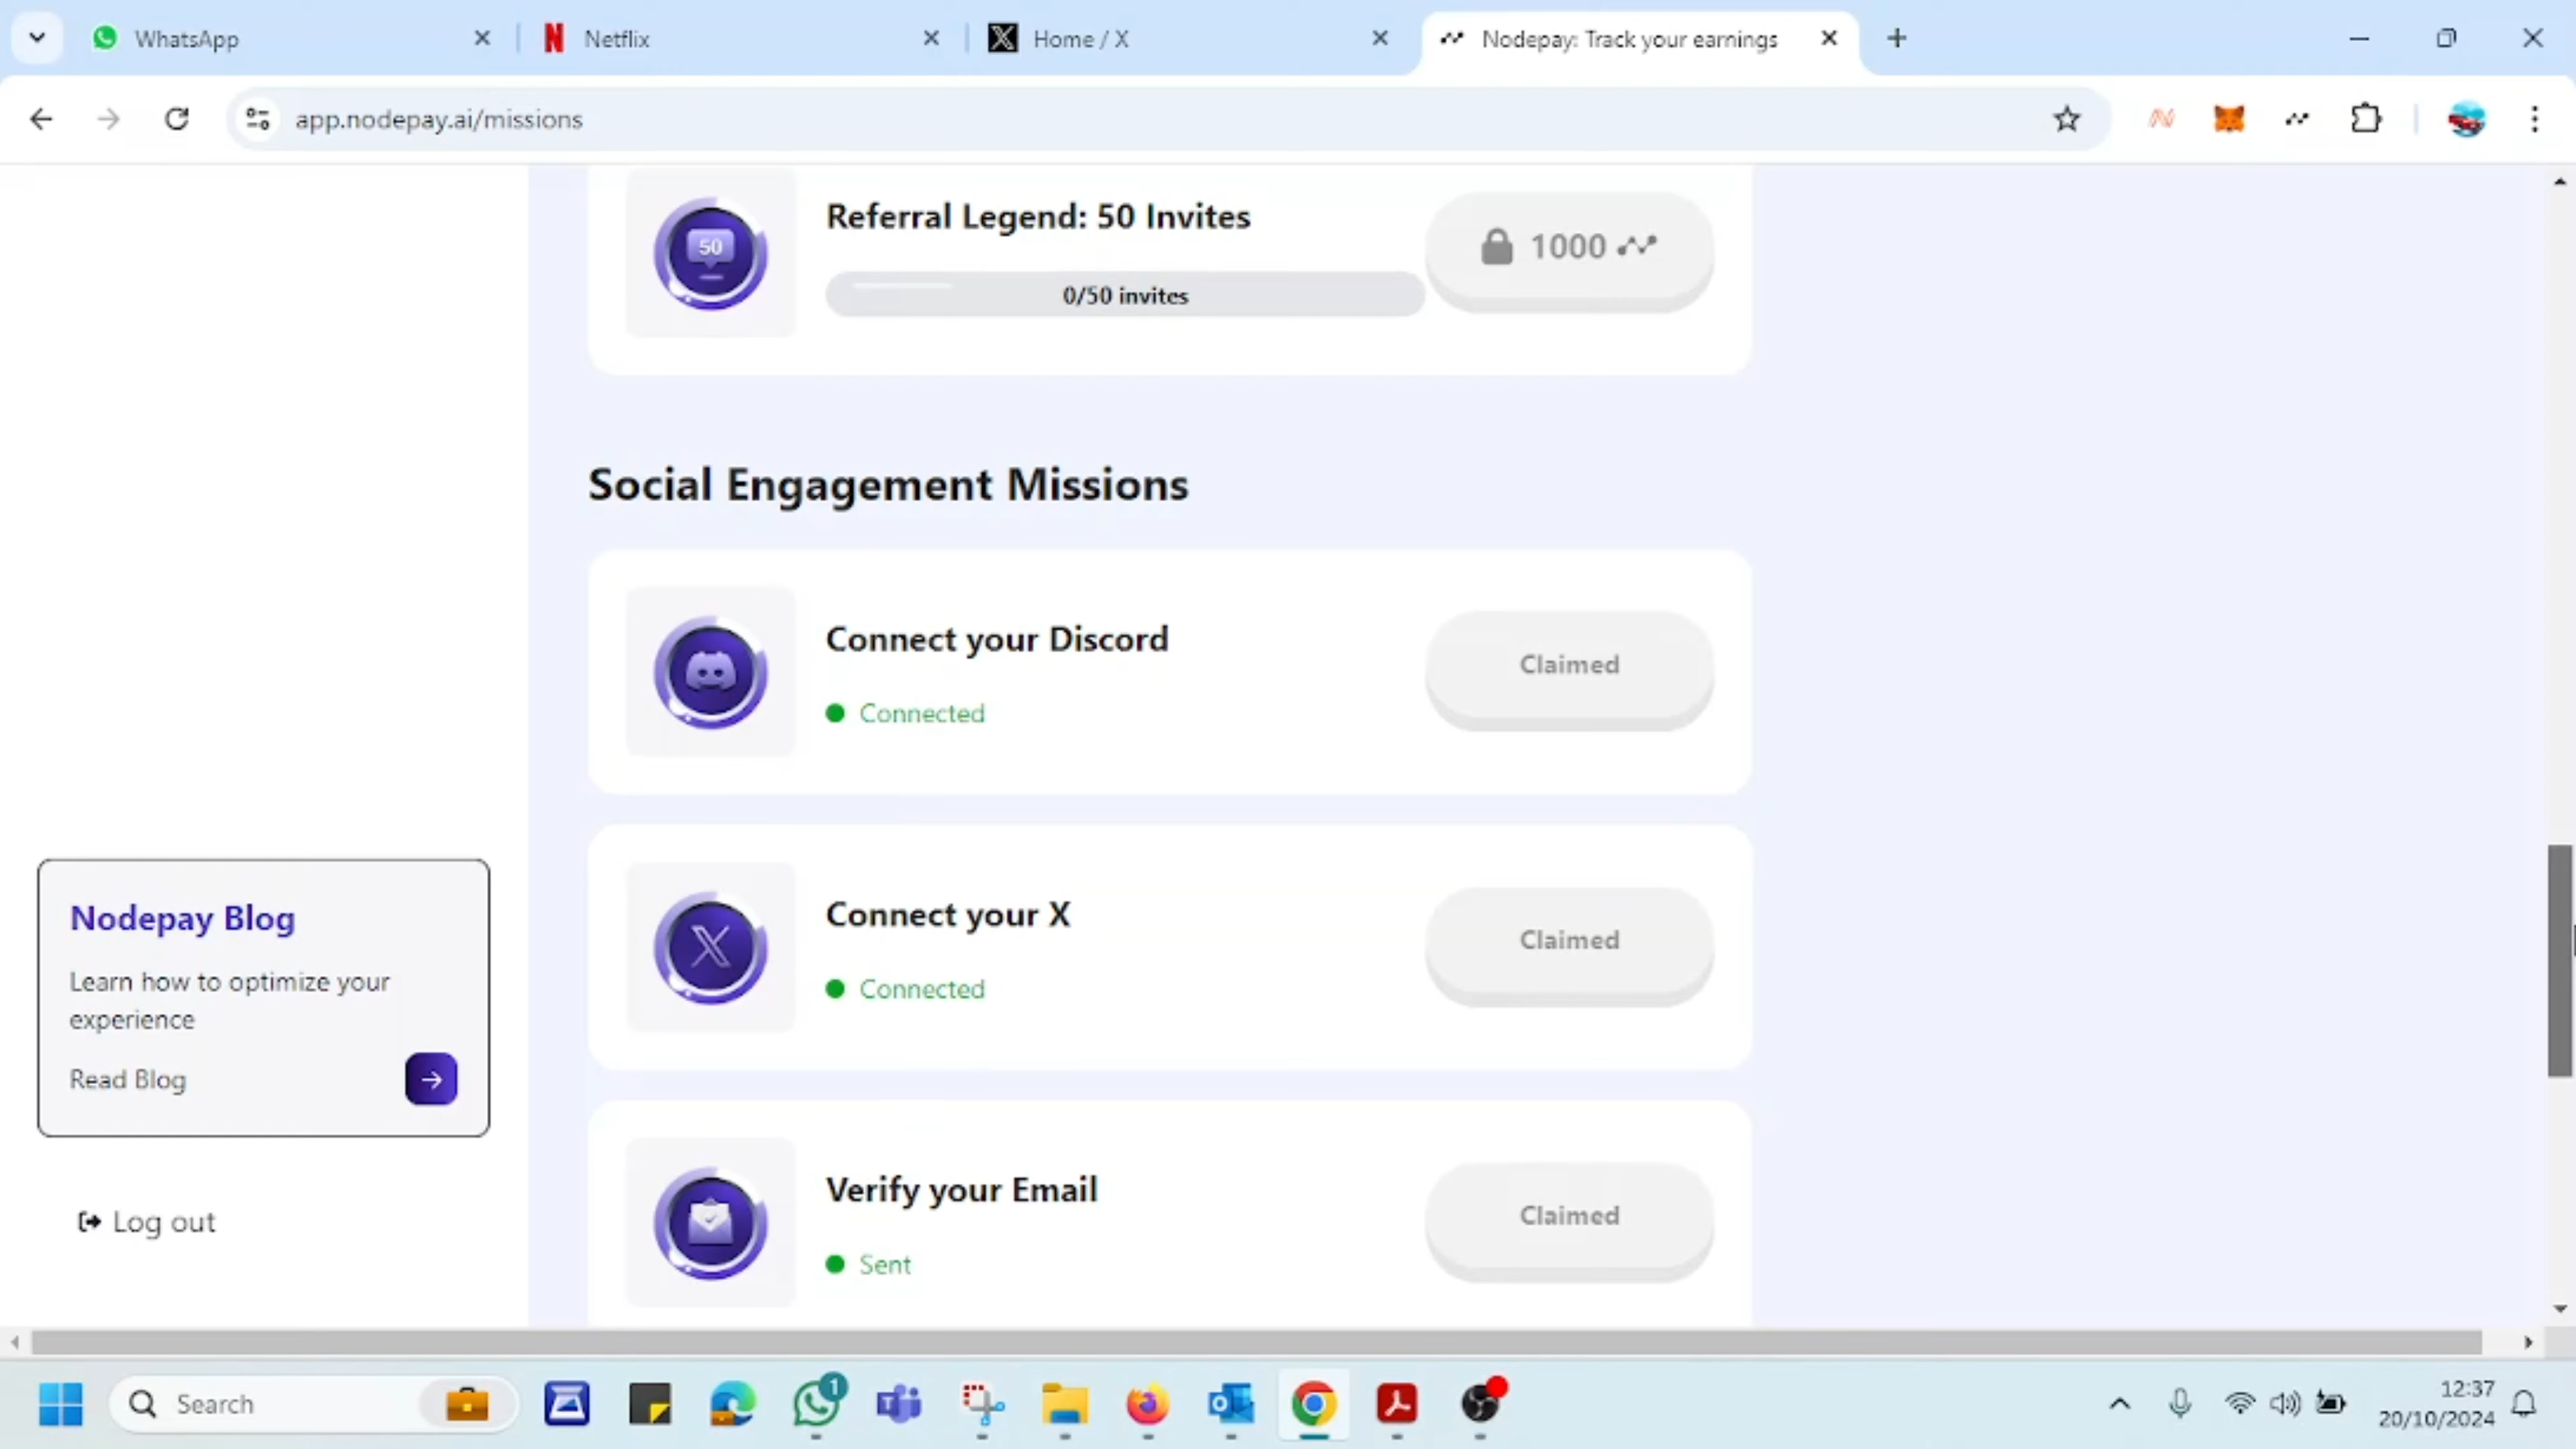 WhatsApp
Netflix
Home / X
Nodepay: Track your earnings
app.nodepay.ai/missions
50
Referral Legend: 50 Invites
0/50 invites
1000
Social Engagement Missions
Connect your Discord
Connected
Claimed
Connect your X
Connected
Claimed
Verify your Email
Sent
Claimed
Nodepay Blog
Learn how to optimize your
experience
Read Blog
Log out
Search
1
12:37
20/10/2024